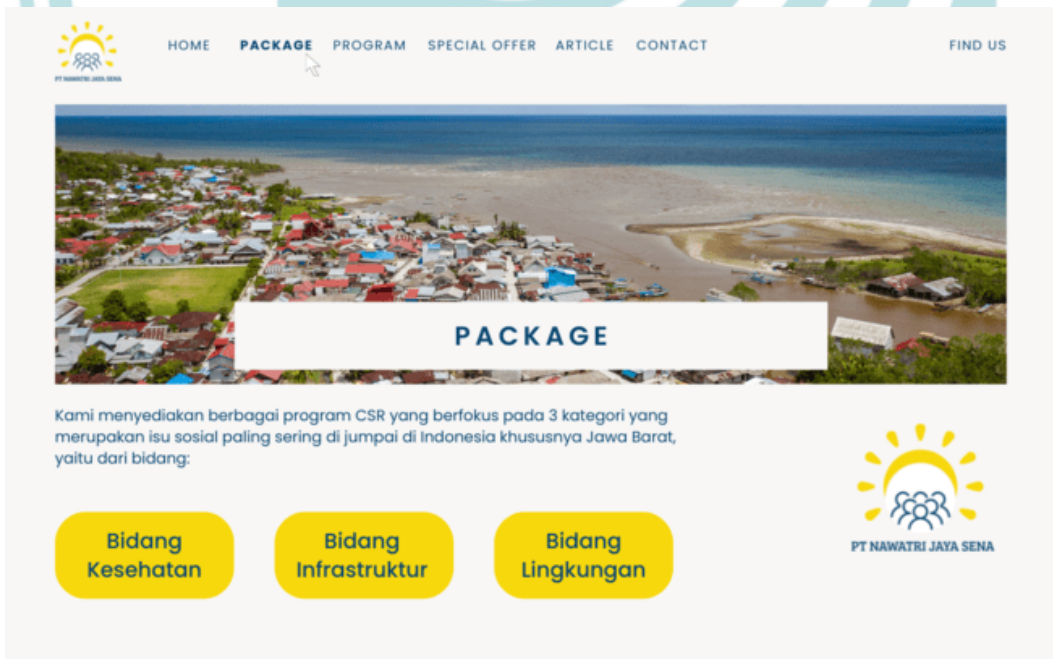 HOME PACKAGE PROGRAM SPECIAL OFFER ARTICLE CONTACT FIND US
PT NAWATRI JAYA SENA
PACKAGE
Kami menyediakan berbagai program CSR yang berfokus pada 3 kategori yang
merupakan isu sosial paling sering di jumpai di Indonesia khususnya Jawa Barat,
yaitu dari bidang:
Bidang
Kesehatan
Bidang
Infrastruktur
Bidang
Lingkungan
PT NAWATRI JAYA SENA